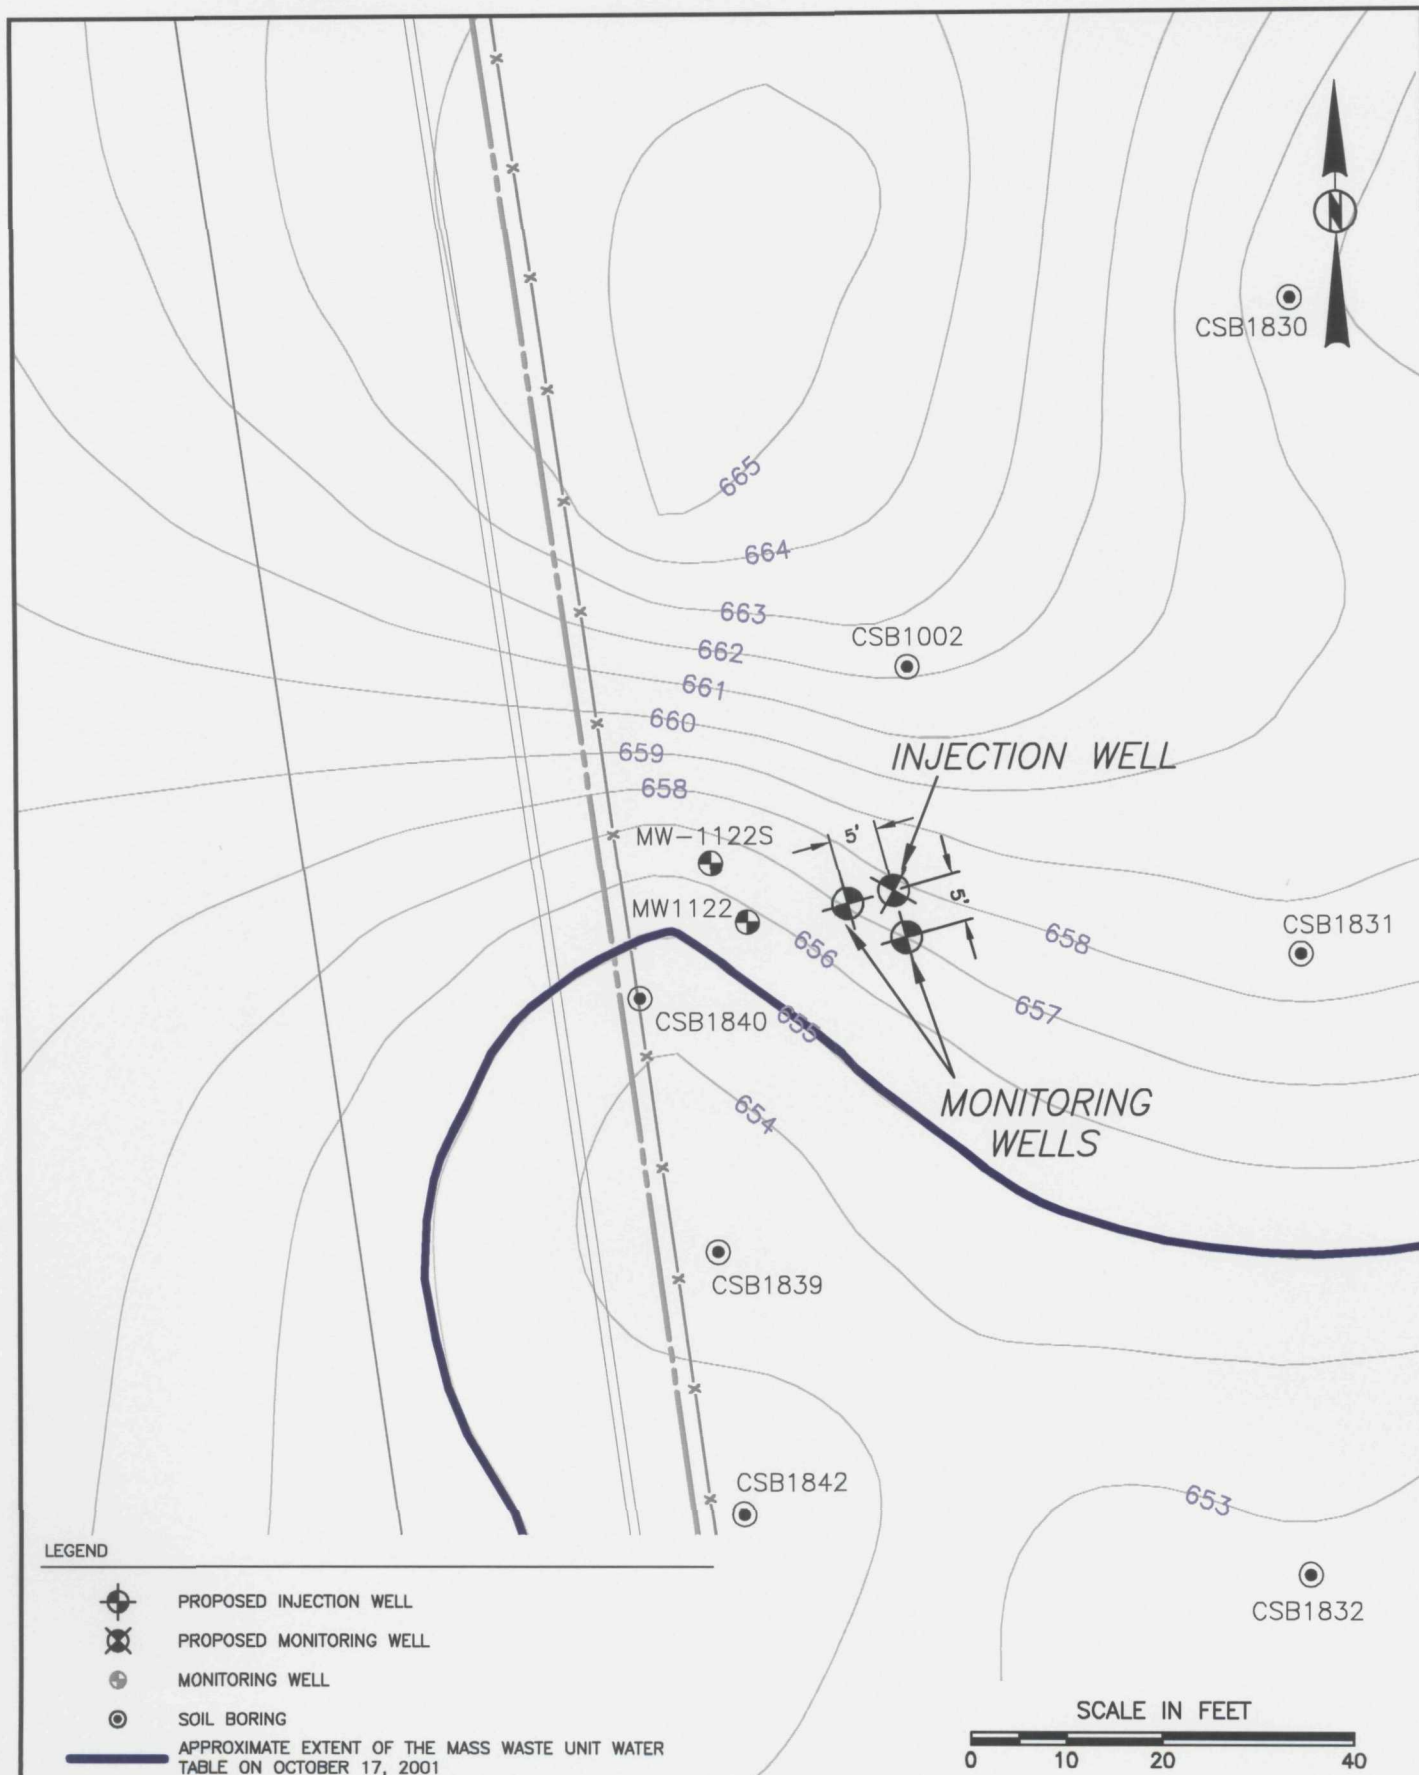 N
CSB1830
665
664
663
CSB1002
662
661
660
INJECTION WELL
659
658
MW-1122S
5'
5'
MW1122
CSB1831
658
656
657
CSB1840
655
MONITORING
WELLS
654
CSB1839
CSB1842
653
CSB1832
LEGEND
PROPOSED INJECTION WELL
PROPOSED MONITORING WELL
MONITORING WELL
SOIL BORING
APPROXIMATE EXTENT OF THE MASS WASTE UNIT WATER
TABLE ON OCTOBER 17, 2001
SCALE IN FEET
0 10 20 40